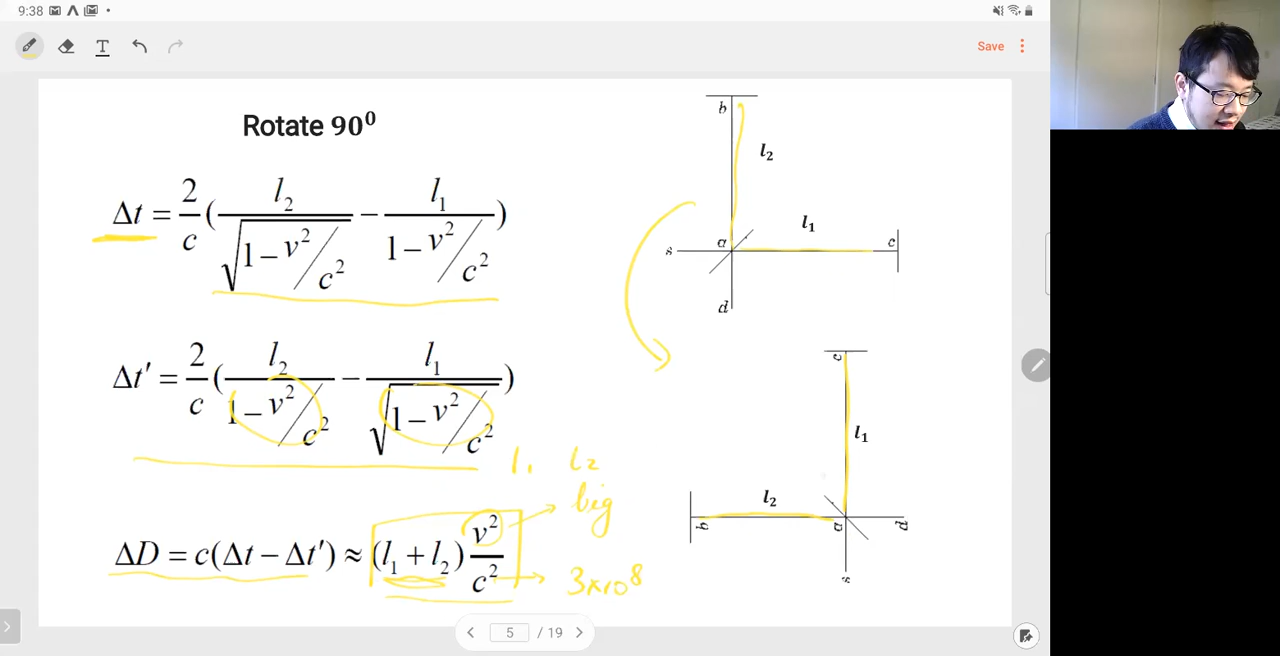 9:38
Save
Rotate 90⁰
Δt = 2/c ( l₂ / √(1 − v²/c²) − l₁ / (1 − v²/c²) )
Δt′ = 2/c ( l₂ / (1 − v²/c²) − l₁ / √(1 − v²/c²) )
l₁ l₂
big
ΔD = c(Δt − Δt′) ≈ (l₁ + l₂) v²/c²
3×10⁸
b
l₂
l₁
s a c
d
c
l₁
l₂
b a d
s
5 / 19